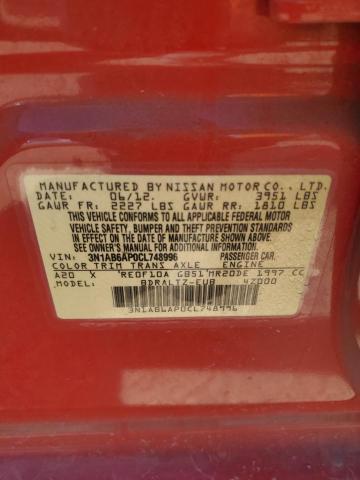 MANUFACTURED BY NISSAN MOTOR CO., LTD.
DATE: 06/12. GVWR: 3951 LBS
GAWR FR: 2227 LBS GAWR RR: 1810 LBS
THIS VEHICLE CONFORMS TO ALL APPLICABLE FEDERAL MOTOR
VEHICLE SAFETY, BUMPER AND THEFT PREVENTION STANDARDS
IN EFFECT ON THE DATE OF MANUFACTURE SHOWN ABOVE.
SEE OWNER'S MANUAL FOR ADDITIONAL INFORMATION
VIN: 3N1AB6AP0CL748996 PASSENGER CAR.
COLOR TRIM TRANS AXLE ENGINE
A20 X RE0F10A GB51 MR20DE 1997 CC
MODEL: BDRALTZ-EUB 4Z000
3N1AB6AP0CL748996